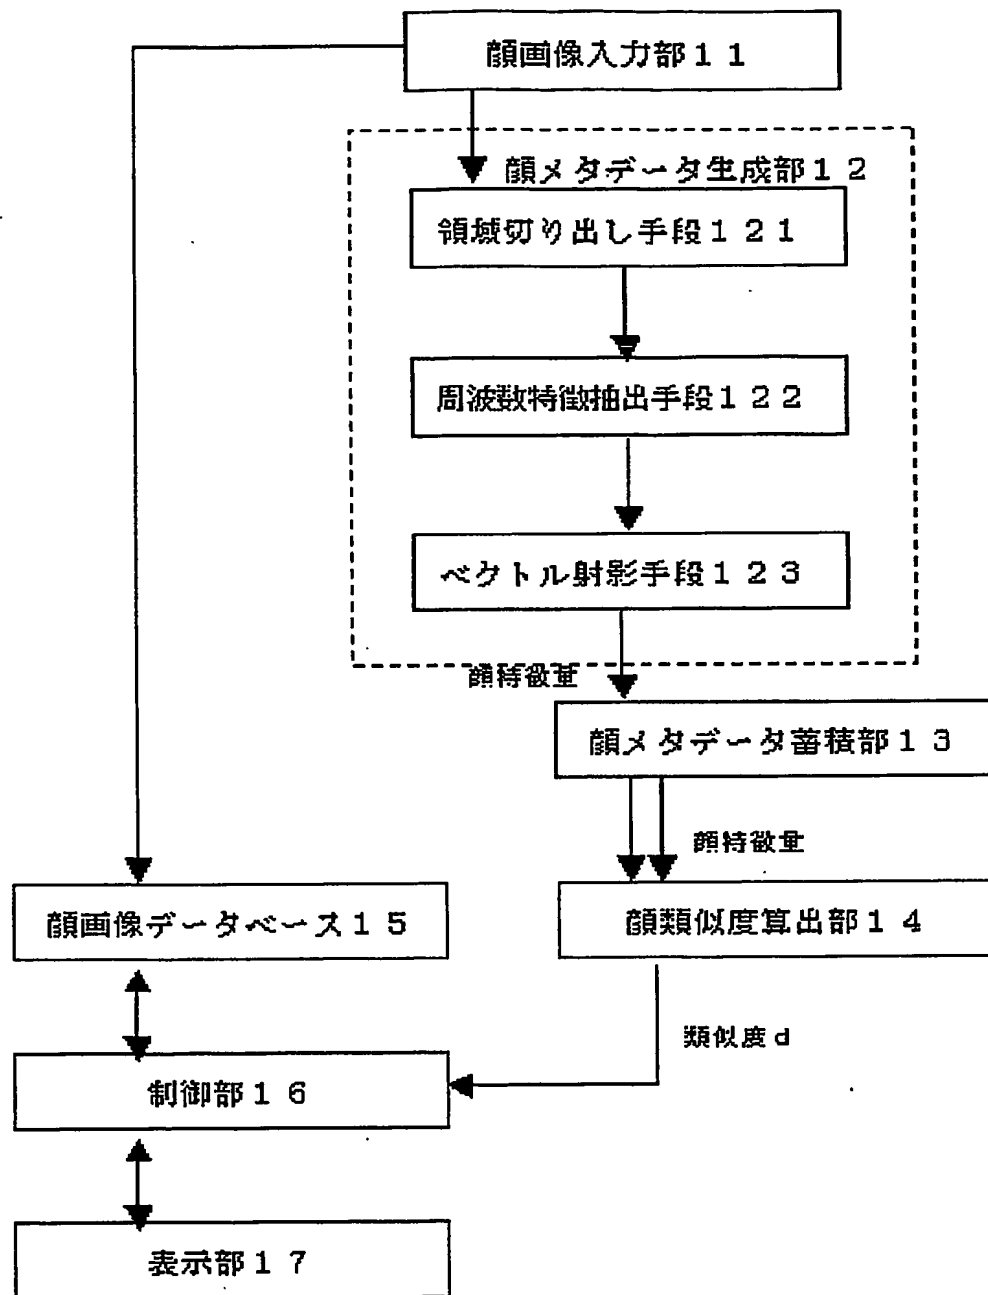 顔画像入力部１１
顔メタデータ生成部１２
領域切り出し手段１２１
周波数特徴抽出手段１２２
ベクトル射影手段１２３
顔特徴量
顔メタデータ蓄積部１３
顔特徴量
顔画像データベース１５
顔類似度算出部１４
類似度ｄ
制御部１６
表示部１７